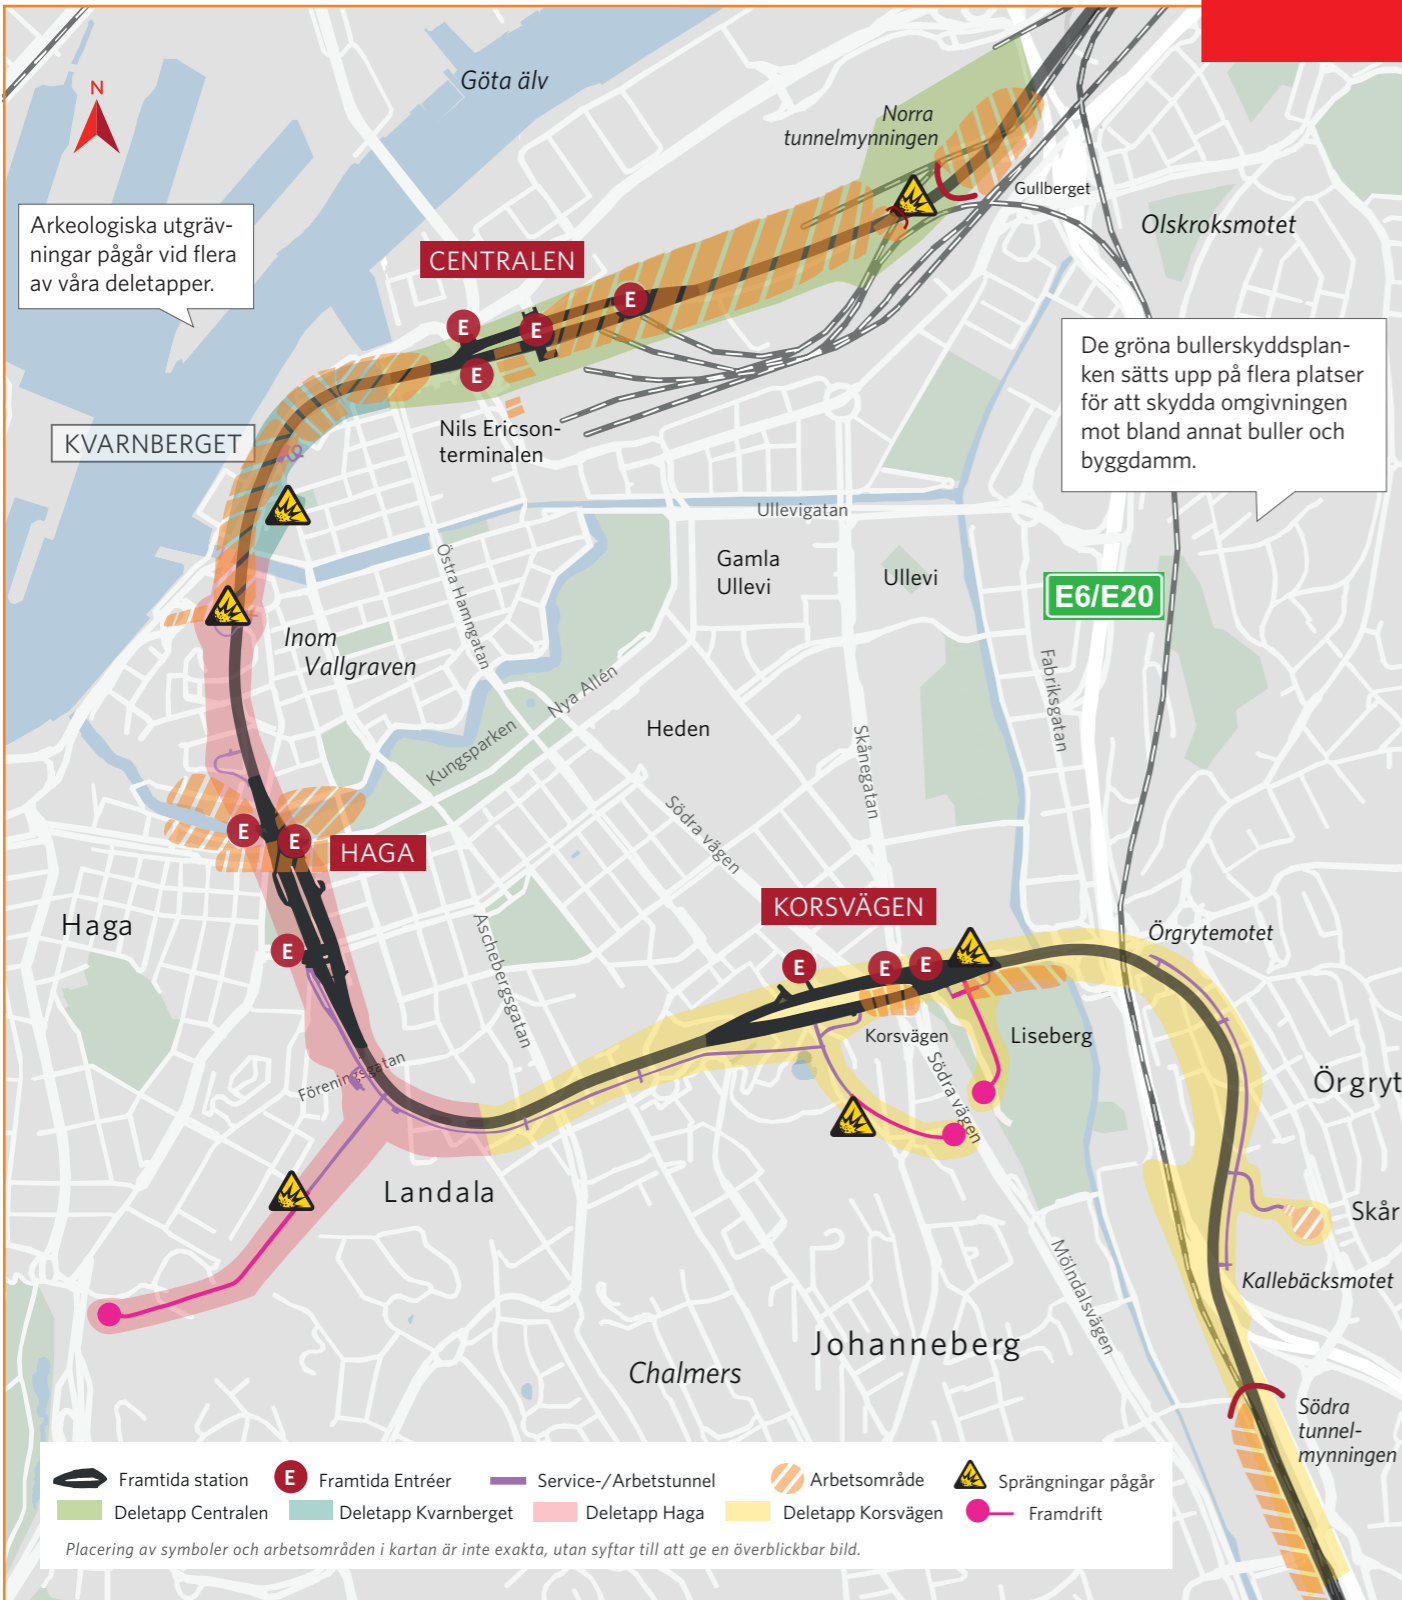 Göta älv
N
Norra
tunnelmynningen
Gullberget
Olskroksmotet
Arkeologiska utgräv-
ningar pågår vid flera
av våra deletapper.
CENTRALEN
E
E
E
E
De gröna bullerskyddsplan-
ken sätts upp på flera platser
för att skydda omgivningen
mot bland annat buller och
byggdamm.
KVARNBERGET
Nils Ericson-
terminalen
Ullevigatan
Östra Hamngatan
Gamla
Ullevi
Ullevi
E6/E20
Inom
Vallgraven
Nya Allén
Kungsparken
Heden
Skånegatan
Fabriksgatan
Södra vägen
E
E
HAGA
Haga
KORSVÄGEN
Aschebergsgatan
Örgrytemotet
E
E
E
E
Korsvägen
Liseberg
Södra vägen
Föreningsgatan
Örgryt
Landala
Skår
Mölndalsvägen
Kallebäcksmotet
Johanneberg
Chalmers
Södra
tunnel-
mynningen
Framtida station
E Framtida Entréer
Service-/Arbetstunnel
Arbetsområde
Sprängningar pågår
Deletapp Centralen
Deletapp Kvarnberget
Deletapp Haga
Deletapp Korsvägen
Framdrift
Placering av symboler och arbetsområden i kartan är inte exakta, utan syftar till att ge en överblickbar bild.